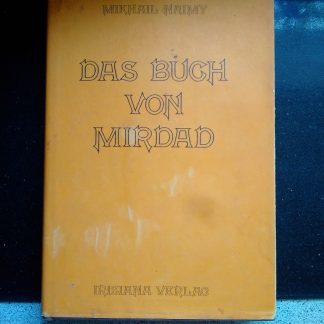 MIKHAIL NAIMY
DAS BUCH
VON
MIRDAD
IRISIANA VERLAG